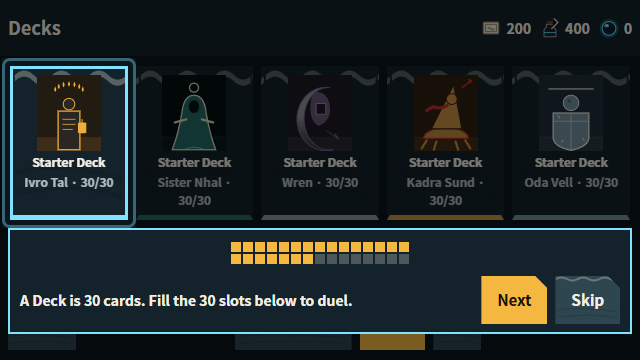 Decks
200
400
0
Starter Deck
Ivro Tal · 30/30
Starter Deck
Sister Nhal ·
30/30
Starter Deck
Wren · 30/30
Starter Deck
Kadra Sund ·
30/30
Starter Deck
Oda Vell · 30/30
A Deck is 30 cards. Fill the 30 slots below to duel.
Next
Skip